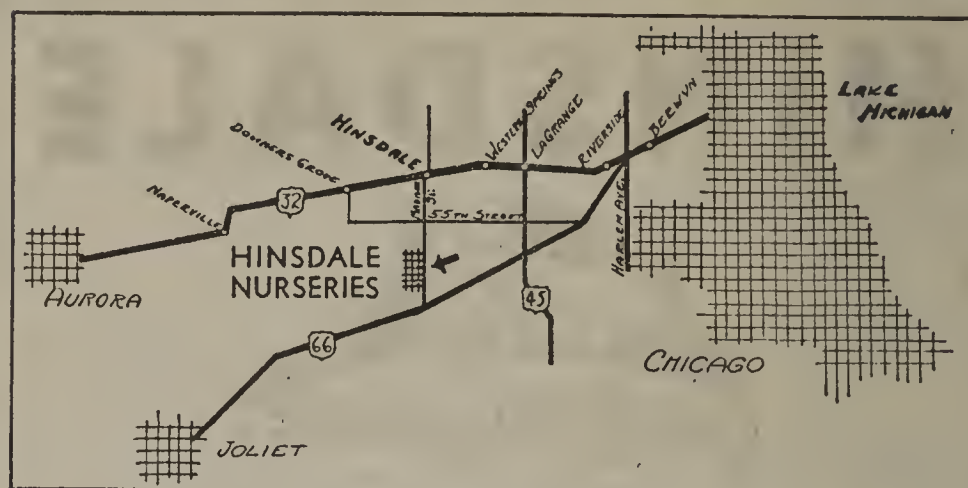 LAKE
MICHIGAN
BERWYN
RIVERSIDE
WESTERN SPRINGS
LAGRANGE
HINSDALE
DOWNERS GROVE
NAPERVILLE
32
55TH STREET
HARLEM AVE.
HINSDALE
NURSERIES
AURORA
45
66
CHICAGO
JOLIET